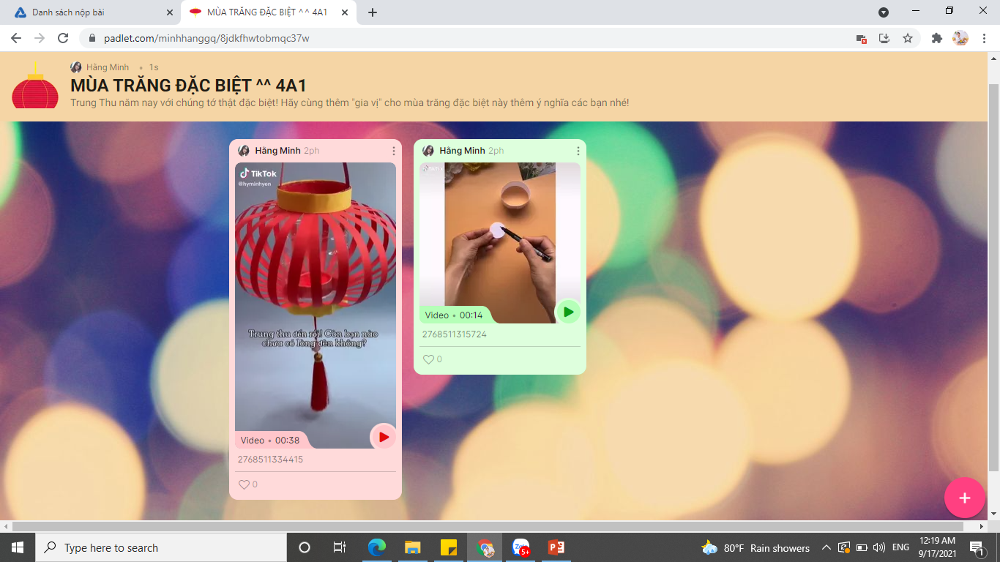 Danh sách nộp bài
MÙA TRĂNG ĐẶC BIỆT ^^ 4A1
padlet.com/minhhanggq/8jdkfhwtobmqc37w
Hằng Minh • 1s
MÙA TRĂNG ĐẶC BIỆT ^^ 4A1
Trung Thu năm nay với chúng tớ thật đặc biệt! Hãy cùng thêm "gia vị" cho mùa trăng đặc biệt này thêm ý nghĩa các bạn nhé!
Hằng Minh 2ph
TikTok
@hyminhyen
Trung thu đến rồi! Còn bạn nào
chưa có lồng đèn không?
Video • 00:38
2768511334415
0
Hằng Minh 2ph
Video • 00:14
2768511315724
0
Type here to search
Zalo
5+
80°F Rain showers
ENG
12:19 AM
9/17/2021
1